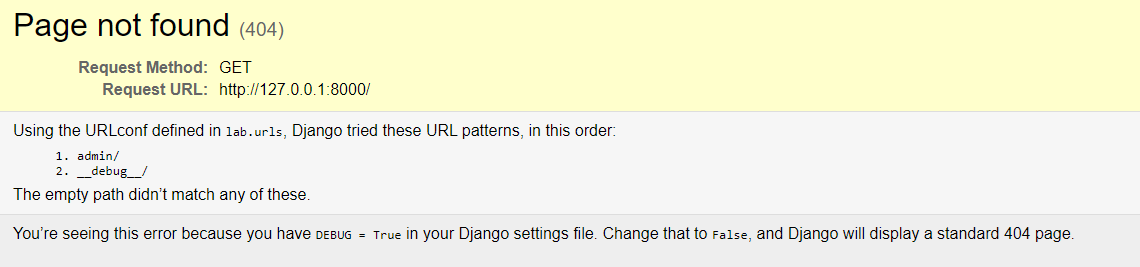 Page not found (404)
Request Method: GET
Request URL: http://127.0.0.1:8000/
Using the URLconf defined in lab.urls, Django tried these URL patterns, in this order:
1. admin/
2. __debug__/
The empty path didn’t match any of these.
You’re seeing this error because you have DEBUG = True in your Django settings file. Change that to False, and Django will display a standard 404 page.